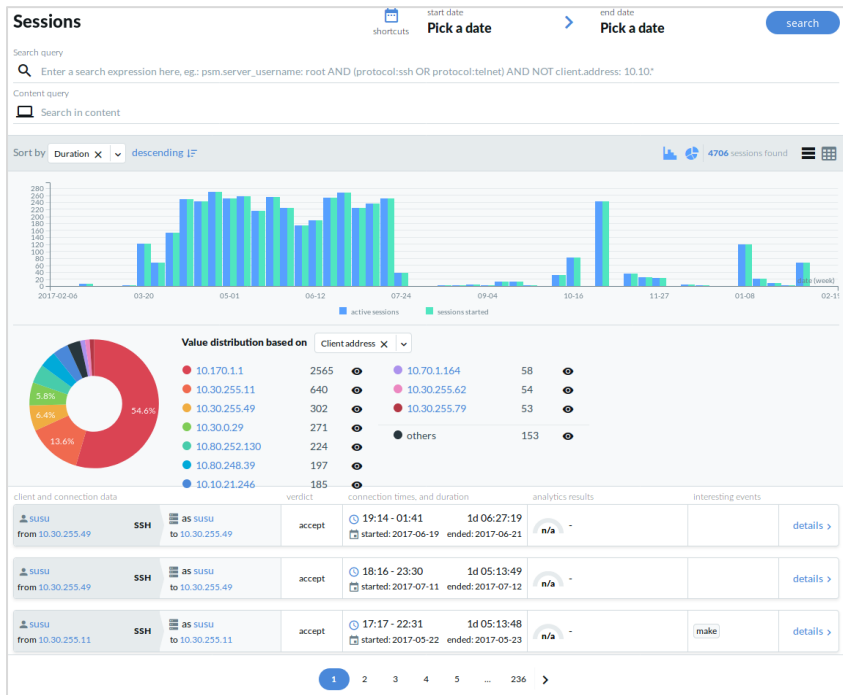 Sessions
shortcuts
start date
Pick a date
end date
Pick a date
search
Search query
Enter a search expression here, eg.: psm.server_username: root AND (protocol:ssh OR protocol:telnet) AND NOT client.address: 10.10.*
Content query
Search in content
Sort by Duration descending 4706 sessions found
280
260
240
220
200
180
160
140
120
100
80
60
40
20
0
date (week)
2017-02-06 03-20 05-01 06-12 07-24 09-04 10-16 11-27 01-08 02-19
active sessions sessions started
Value distribution based on Client address
54.6%
13.6%
6.4%
5.8%
10.170.1.1 2565
10.30.255.11 640
10.30.255.49 302
10.30.0.29 271
10.80.252.130 224
10.80.248.39 197
10.10.21.246 185
10.70.1.164 58
10.30.255.62 54
10.30.255.79 53
others 153
client and connection data verdict connection times, and duration analytics results interesting events
susu SSH as susu accept 19:14 - 01:41 1d 06:27:19 n/a - details
from 10.30.255.49 to 10.30.255.49 started: 2017-06-19 ended: 2017-06-21
susu SSH as susu accept 18:16 - 23:30 1d 05:13:49 n/a - details
from 10.30.255.49 to 10.30.255.49 started: 2017-07-11 ended: 2017-07-12
susu SSH as susu accept 17:17 - 22:31 1d 05:13:48 n/a - make details
from 10.30.255.11 to 10.30.255.11 started: 2017-05-22 ended: 2017-05-23
1 2 3 4 5 ... 236